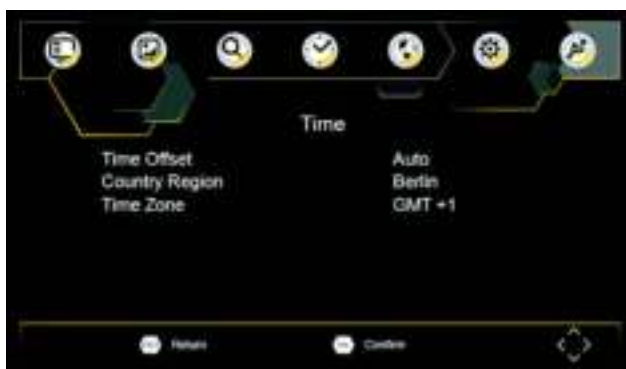 Time
Time Offset Auto
Country Region Berlin
Time Zone GMT +1
Return Confirm